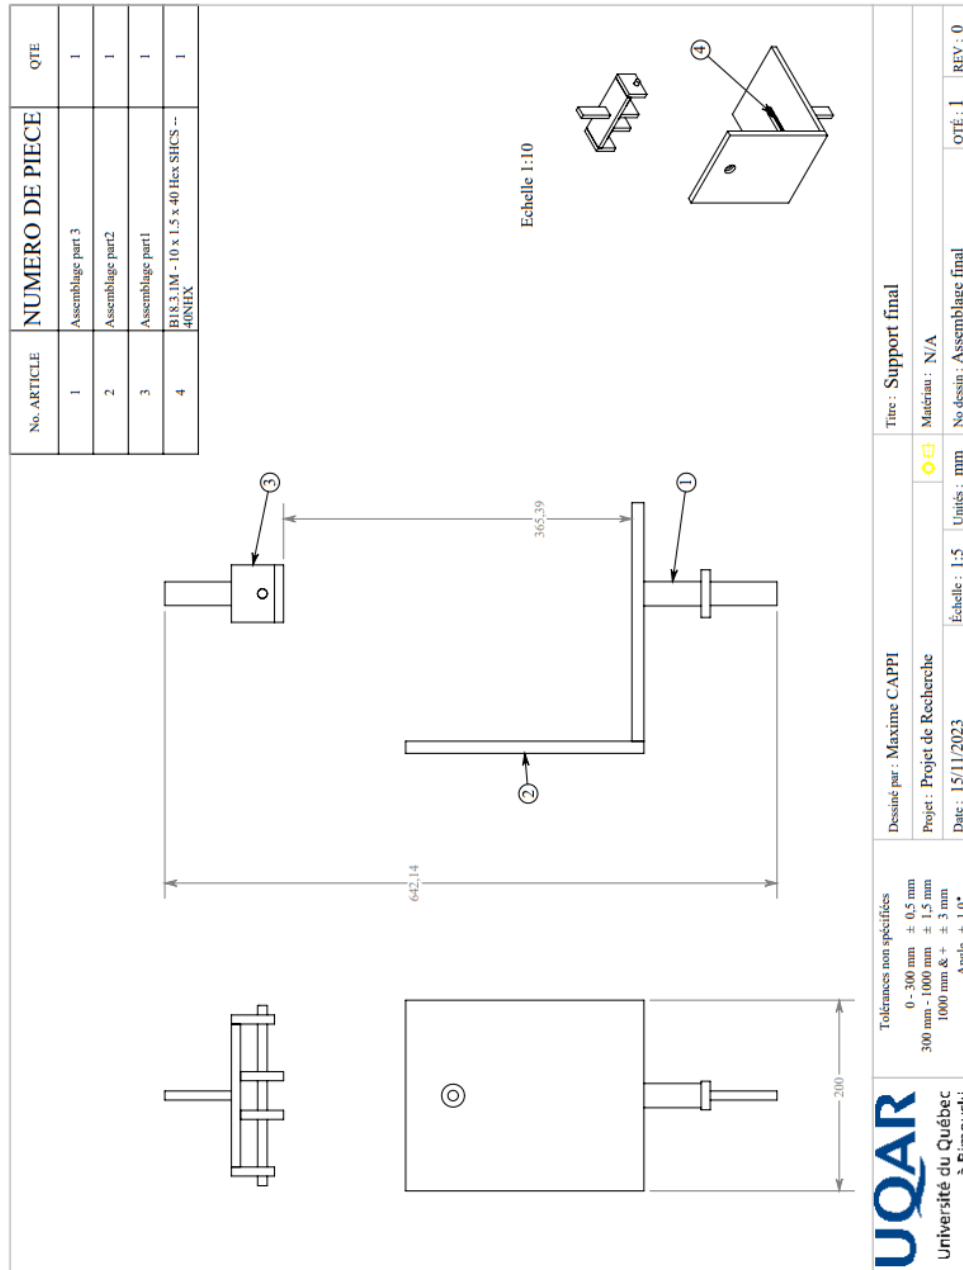 No. ARTICLE NUMERO DE PIECE QTE
1 Assemblage part 3 1
2 Assemblage part2 1
3 Assemblage part1 1
4 B18.3.1M - 10 x 1.5 x 40 Hex SHCS -- 1
40NHX
642,14
365,39
200
1
2
3
4
Echelle 1:10
UQAR
Université du Québec
Tolérances non spécifiées
0 - 300 mm ± 0,5 mm
300 mm - 1000 mm ± 1,5 mm
1000 mm & + ± 3 mm
Angle ± 1,0°
Dessiné par : Maxime CAPPI
Projet : Projet de Recherche
Date : 15/11/2023
Échelle : 1:5
Unités : mm
Titre : Support final
Matériau : N/A
No dessin : Assemblage final
QTÉ : 1
REV : 0